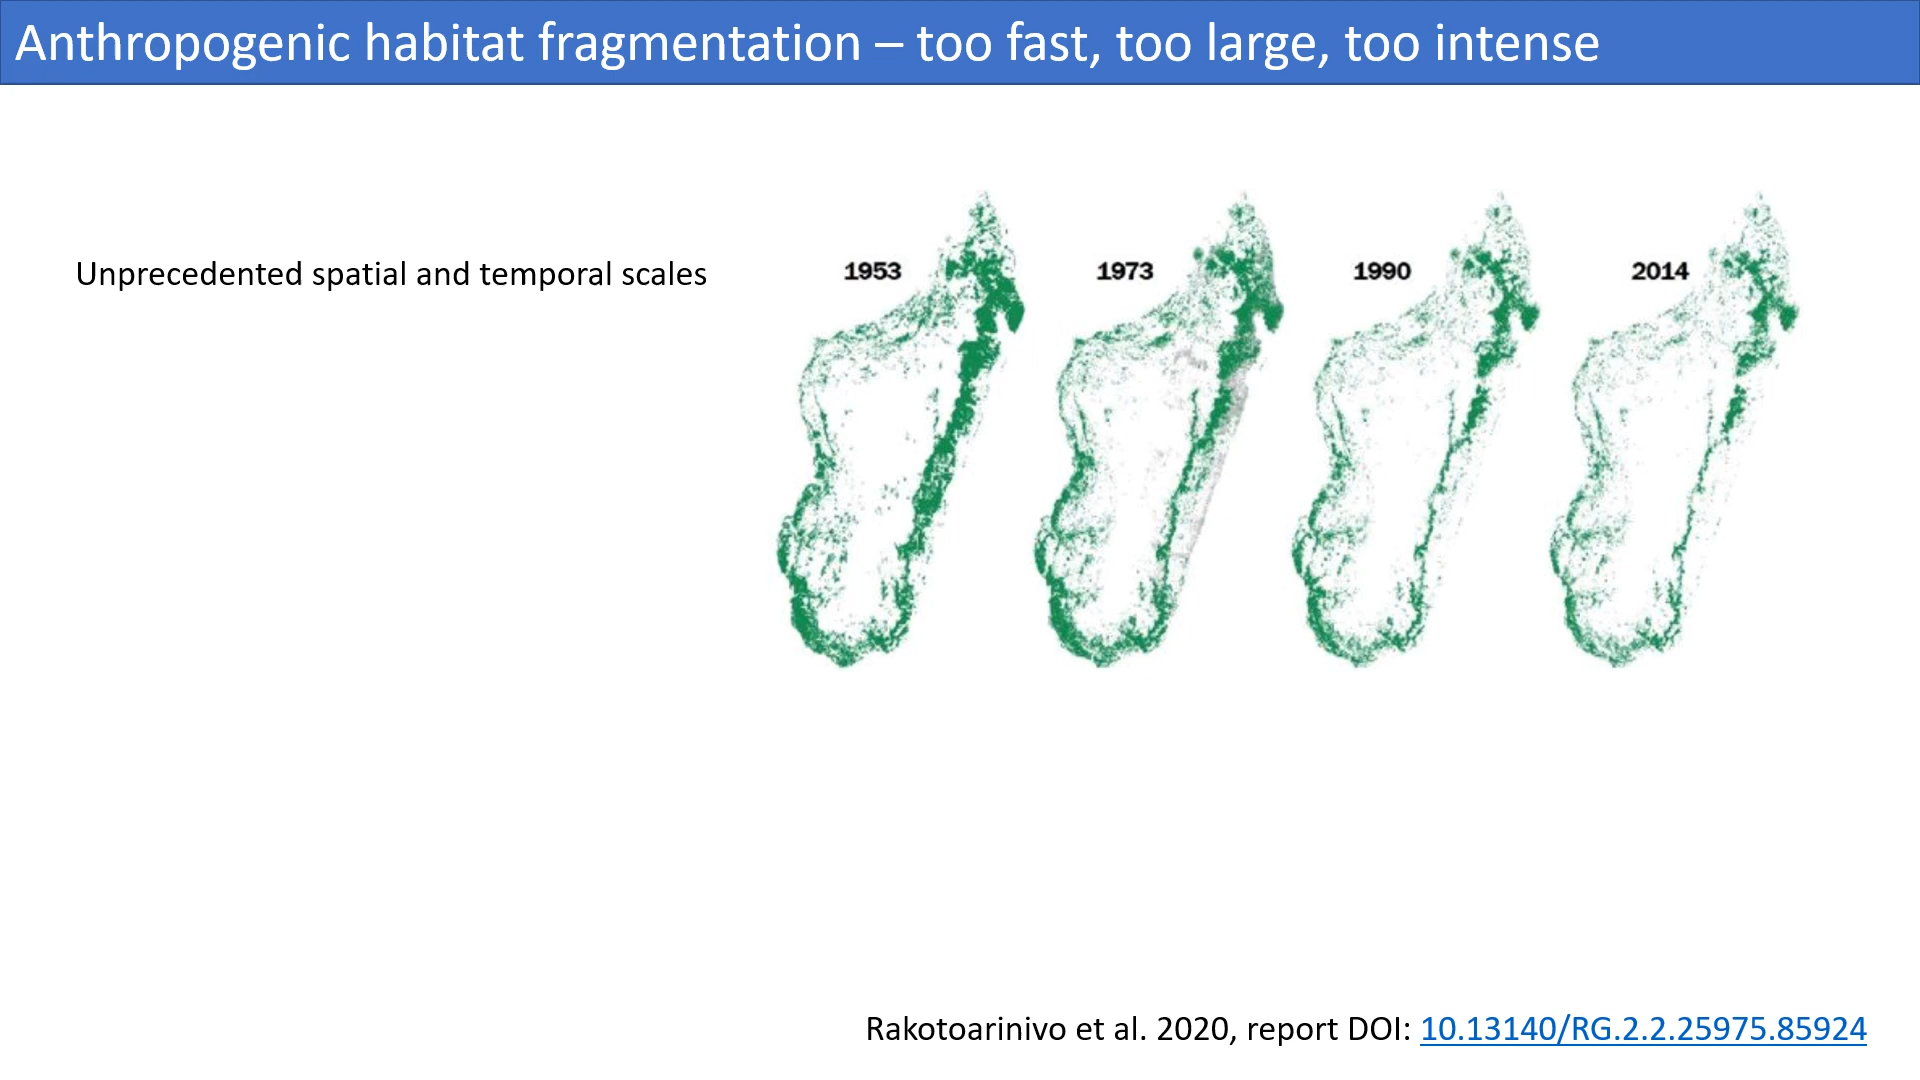 Anthropogenic habitat fragmentation – too fast, too large, too intense
Unprecedented spatial and temporal scales
1953
1973
1990
2014
Rakotoarinivo et al. 2020, report DOI: 10.13140/RG.2.2.25975.85924